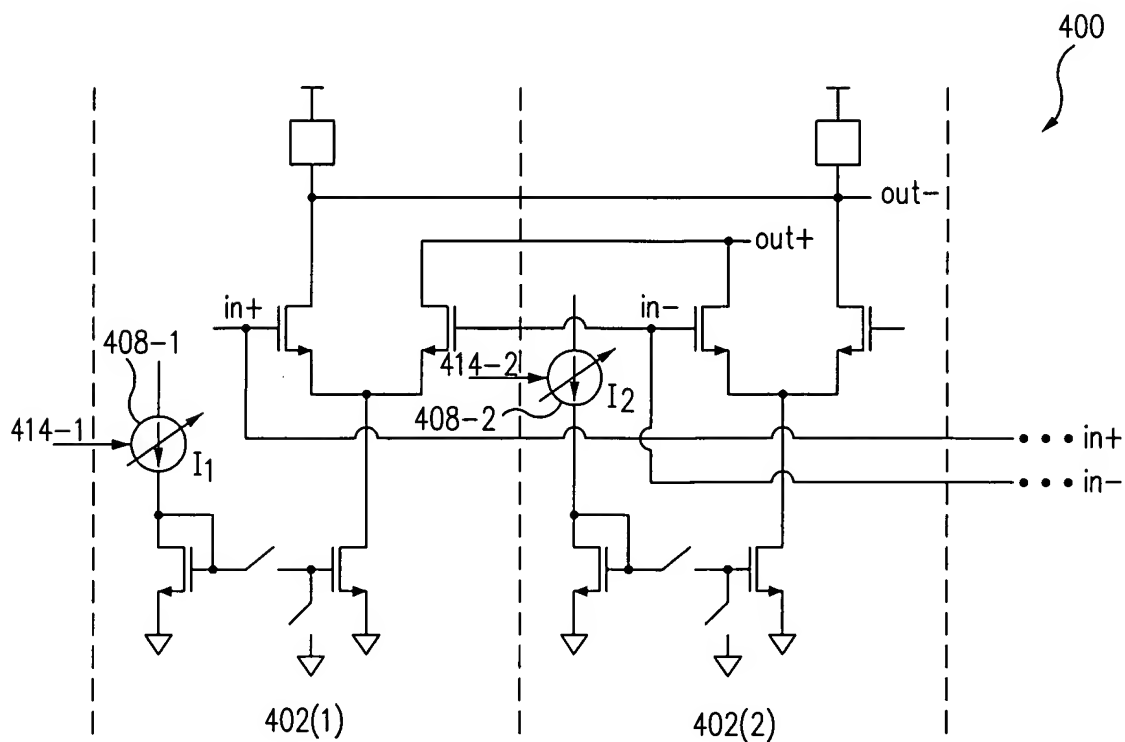 400
out-
out+
in+
in-
408-1
414-2
I2
408-2
414-1
I1
in+
in-
402(1)
402(2)